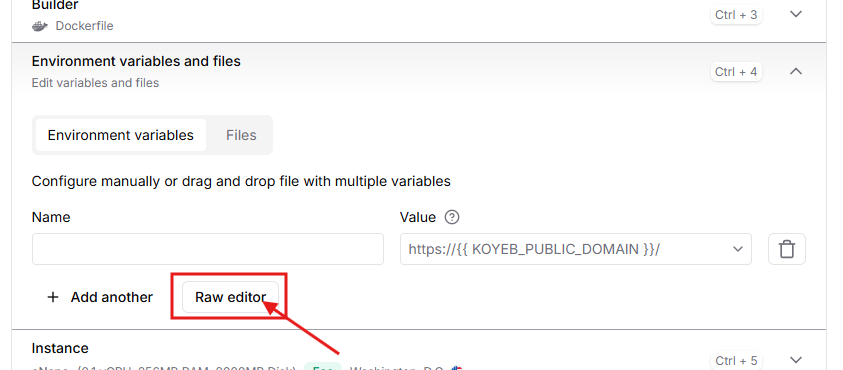 Builder
Ctrl + 3
Dockerfile
Environment variables and files
Ctrl + 4
Edit variables and files
Environment variables
Files
Configure manually or drag and drop file with multiple variables
Name
Value ?
https://{{ KOYEB_PUBLIC_DOMAIN }}/
+ Add another
Raw editor
Instance
Ctrl + 5
Free
Washington, D.C.